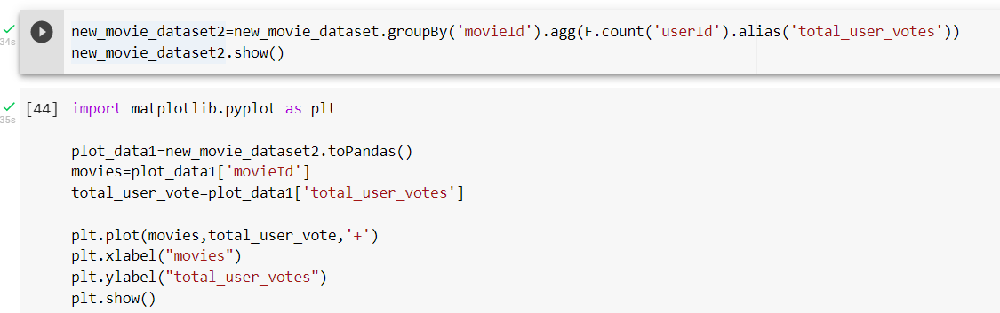 34s
new_movie_dataset2=new_movie_dataset.groupBy('movieId').agg(F.count('userId').alias('total_user_votes'))
new_movie_dataset2.show()
35s
[44] import matplotlib.pyplot as plt
plot_data1=new_movie_dataset2.toPandas()
movies=plot_data1['movieId']
total_user_vote=plot_data1['total_user_votes']
plt.plot(movies,total_user_vote,'+')
plt.xlabel("movies")
plt.ylabel("total_user_votes")
plt.show()